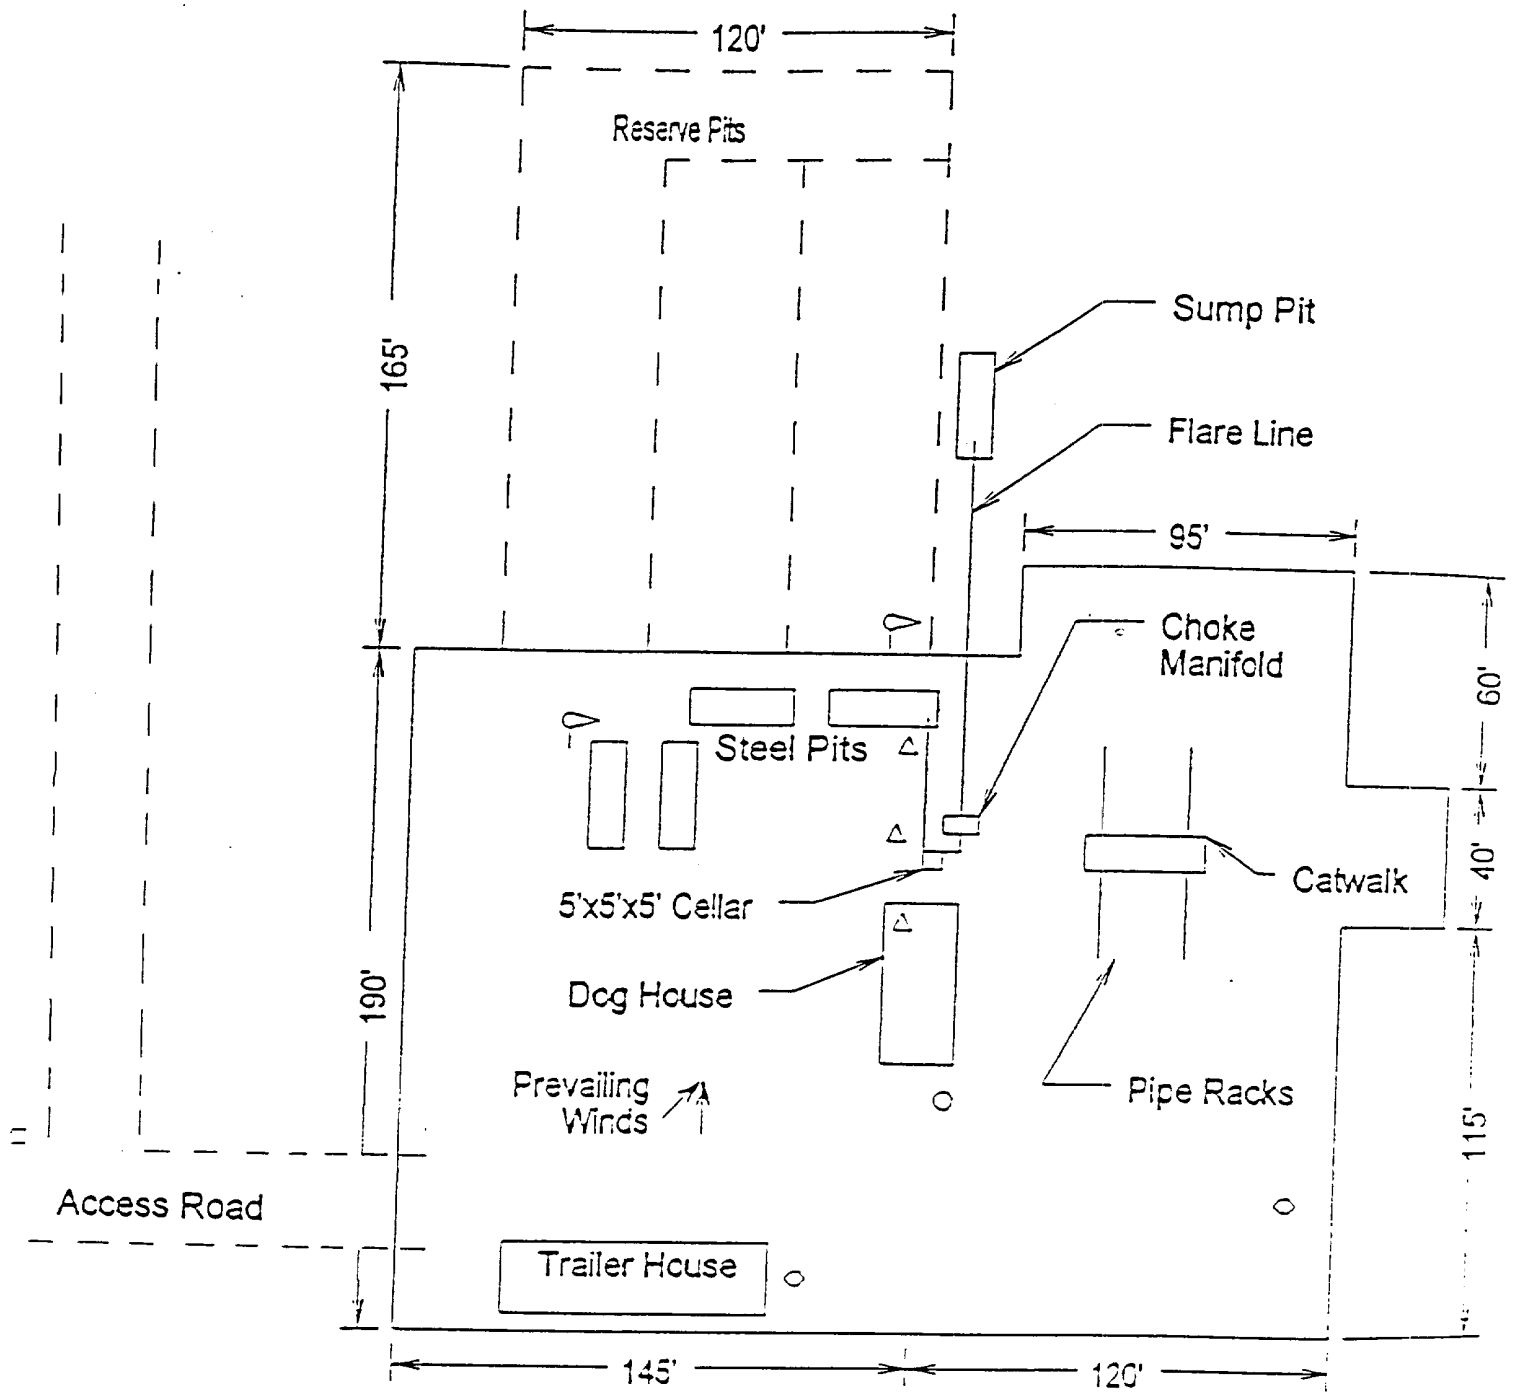 120'
Reserve Pits
Sump Pit
165'
Flare Line
95'
Choke
Manifold
60'
Steel Pits
40'
Catwalk
5'x5'x5' Cellar
190'
Dog House
Prevailing
Winds
Pipe Racks
115'
Access Road
Trailer House
145'
120'